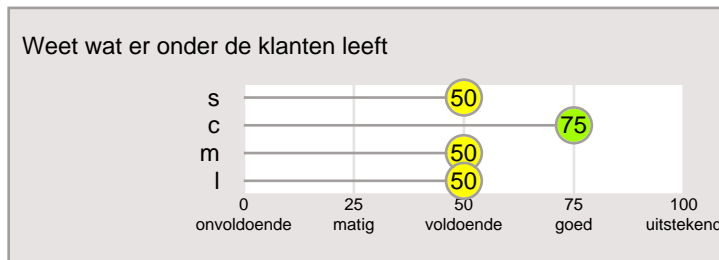 Weet wat er onder de klanten leeft
s 50
c 75
m 50
l 50
0 25 50 75 100
onvoldoende matig voldoende goed uitstekend